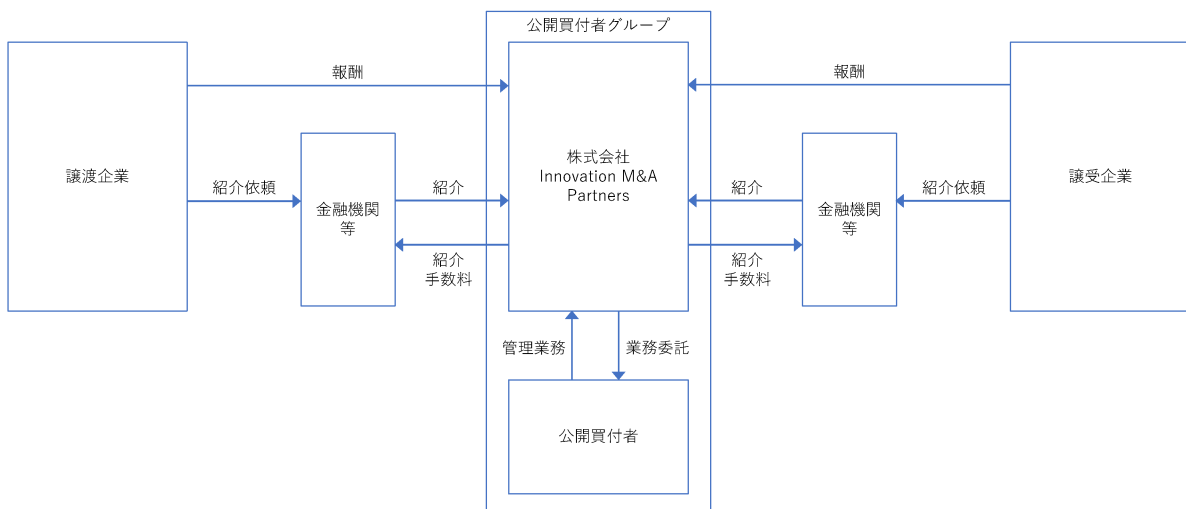 公開買付者グループ
報酬
報酬
譲渡企業
紹介依頼
金融機関
等
紹介
紹介
手数料
株式会社
Innovation M&A
Partners
紹介
紹介
手数料
金融機関
等
紹介依頼
譲受企業
管理業務
業務委託
公開買付者